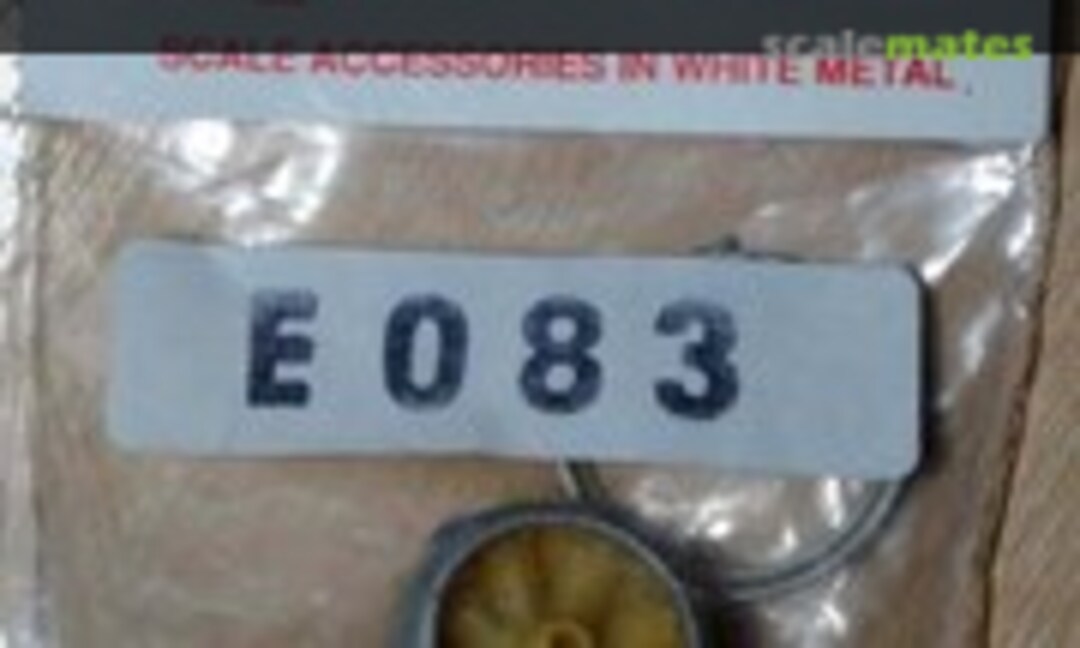 scalemates
SCALE ACCESSORIES IN WHITE METAL.
E083